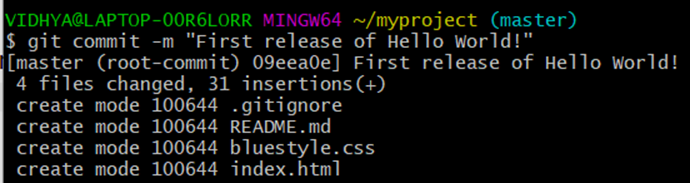 VIDHYA@LAPTOP-OOR6LORR MINGW64 ~/myproject (master)
$ git commit -m "First release of Hello World!"
[master (root-commit) 09eea0e] First release of Hello World!
4 files changed, 31 insertions(+)
create mode 100644 .gitignore
create mode 100644 README.md
create mode 100644 bluestyle.css
create mode 100644 index.html